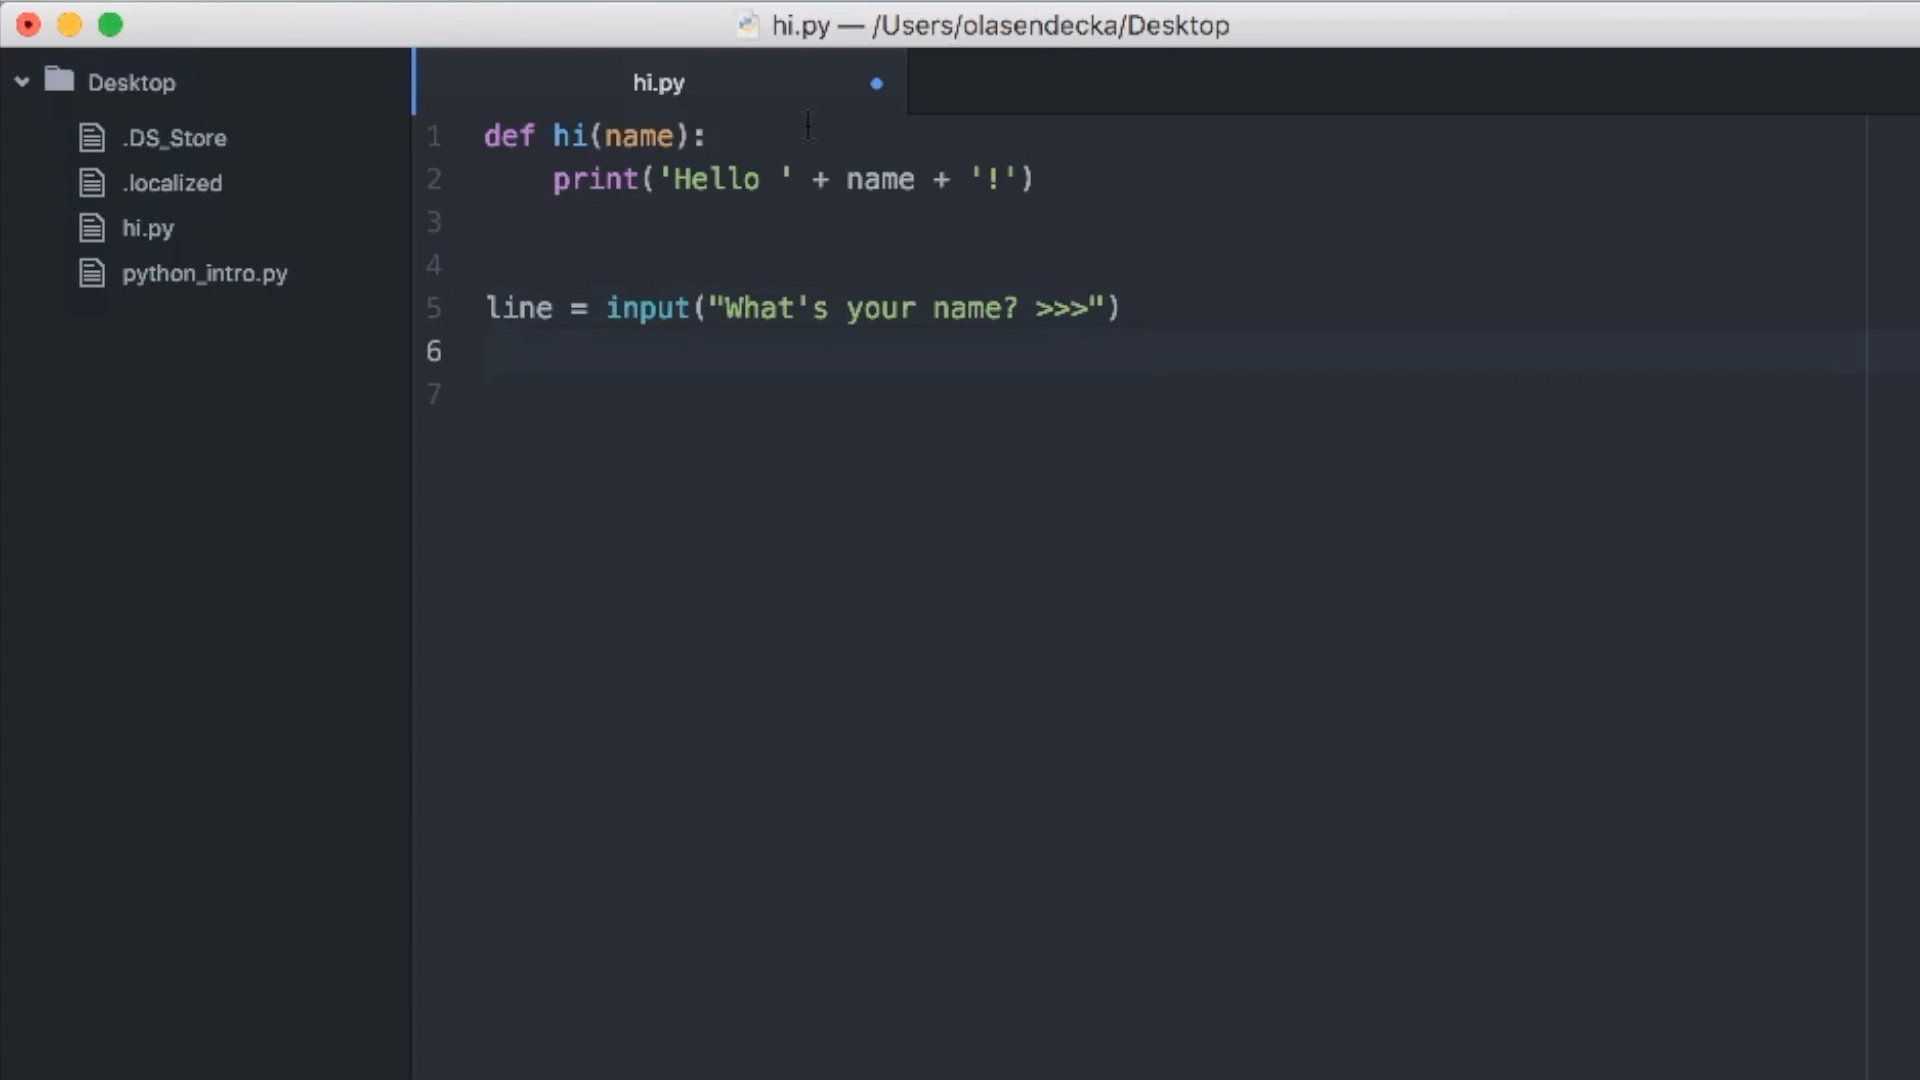 hi.py — /Users/olasendecka/Desktop
Desktop
.DS_Store
.localized
hi.py
python_intro.py
hi.py
1 def hi(name):
2     print('Hello ' + name + '!')
3
4
5 line = input("What's your name? >>>")
6
7